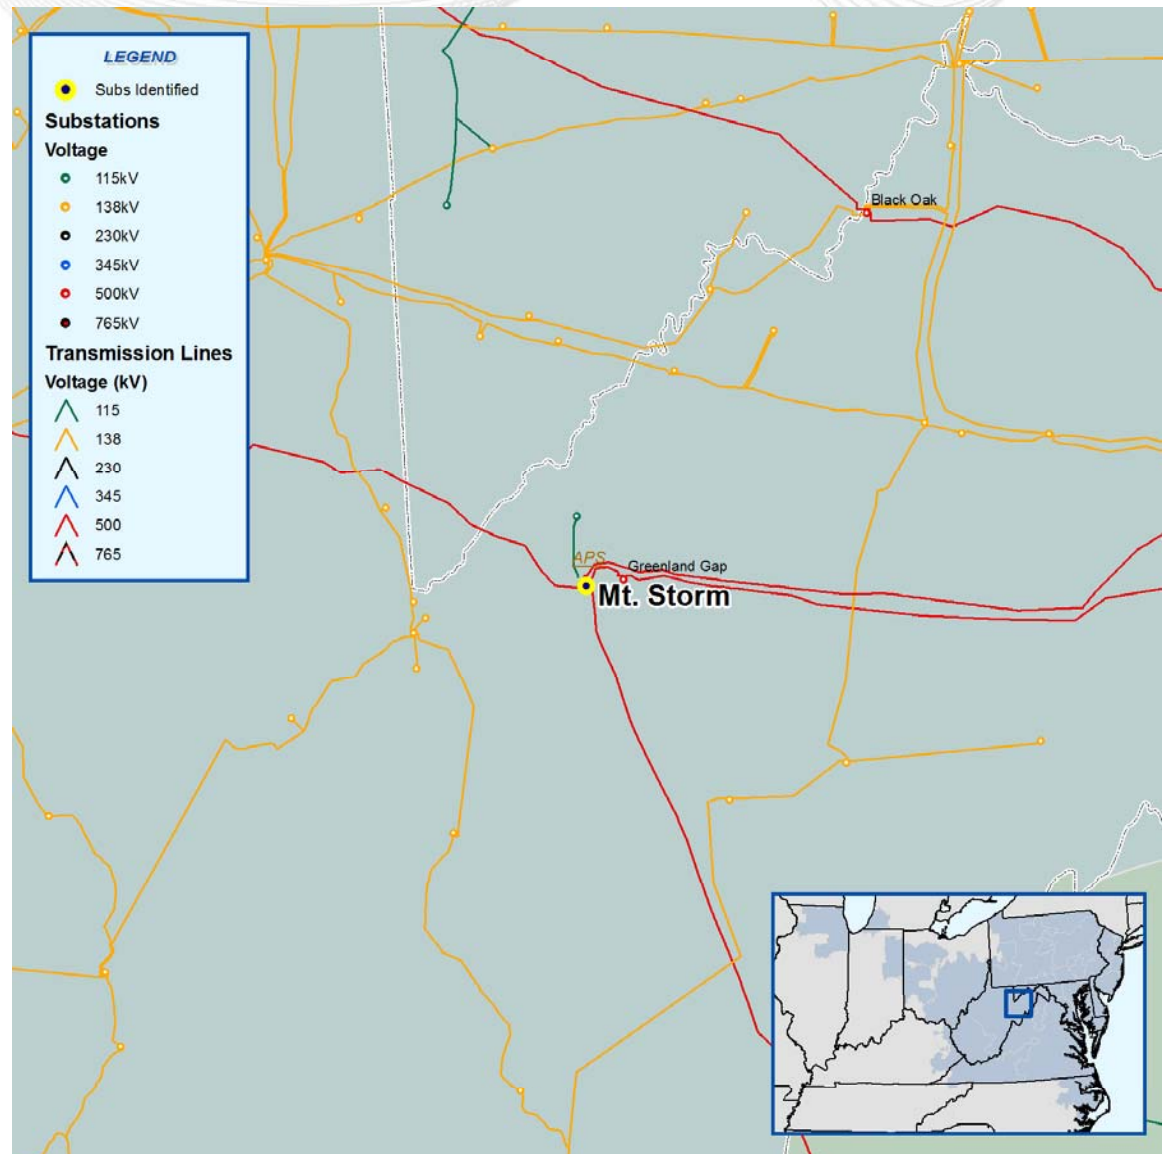 LEGEND
Subs Identified
Substations
Voltage
115kV
138kV
230kV
345kV
500kV
765kV
Transmission Lines
Voltage (kV)
115
138
230
345
500
765
Black Oak
APS
Greenland Gap
Mt. Storm